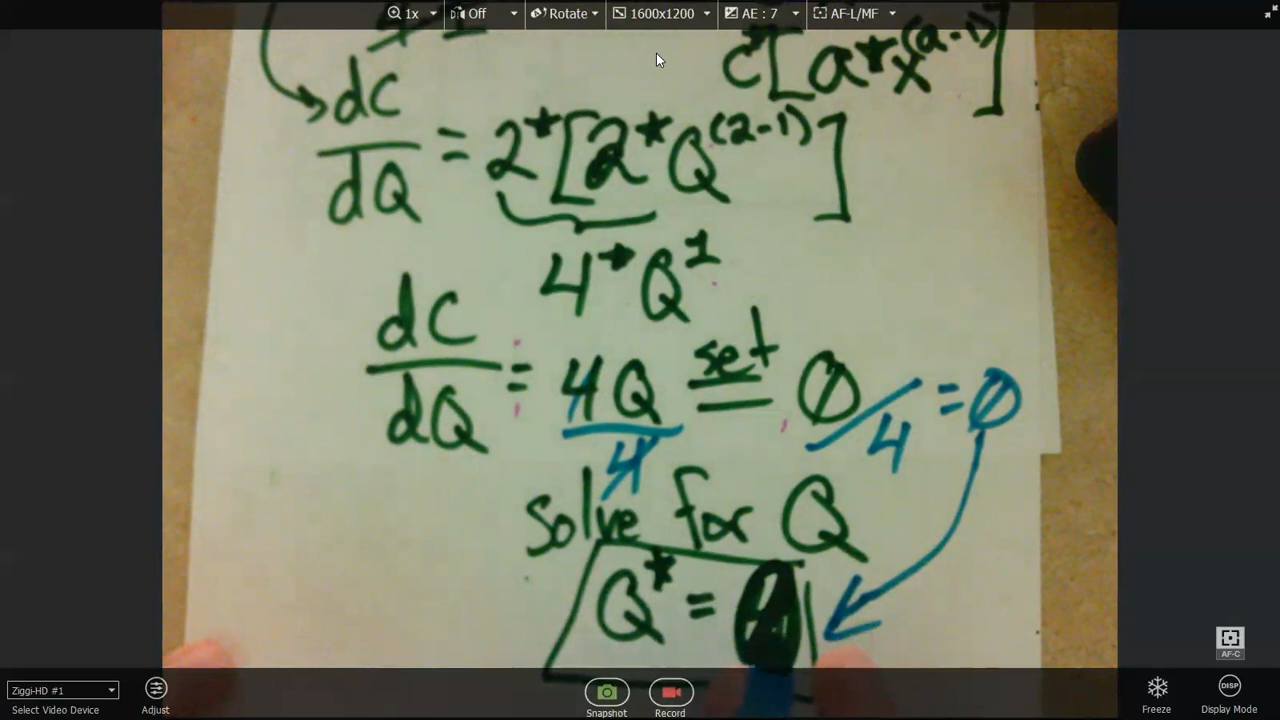 1x Off Rotate 1600x1200 AE : 7 AF-L/MF
c*[a*x^(a-1)]
dC/dQ = 2*[2*Q^(2-1)]
4*Q^1
dC/dQ = 4Q/4 set= Ø/4 = Ø
solve for Q
Q* =
AF-C
Ziggi-HD #1
Select Video Device
Adjust
Snapshot
Record
Freeze
DISP
Display Mode